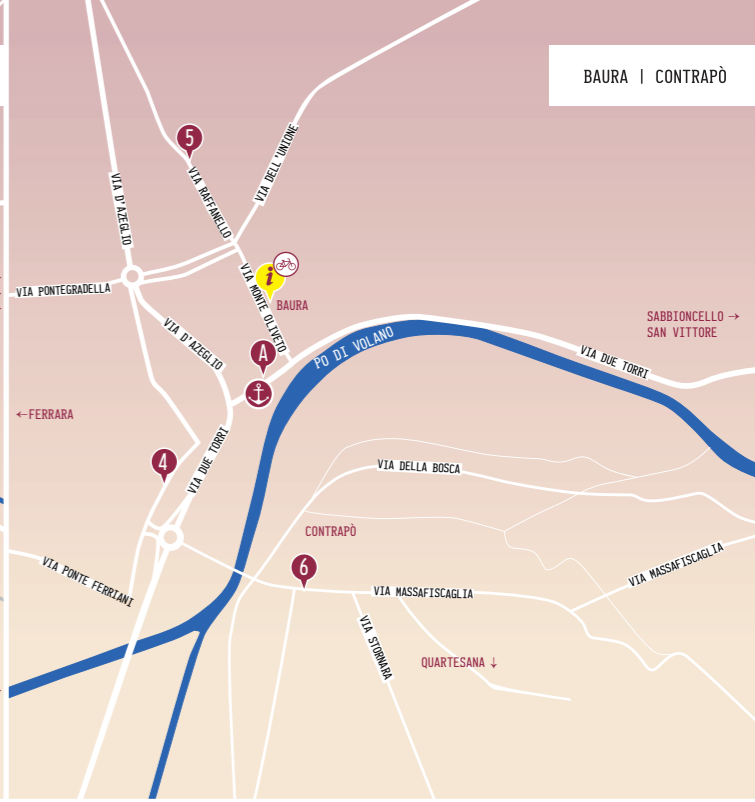 BAURA | CONTRAPÒ
5
VIA DELL'UNIONE
VIA RAFFANELLO
VIA D'AZEGLIO
i
VIA MONTE OLIVETO
VIA PONTEGRADELLA
BAURA
SABBIONCELLO →
SAN VITTORE
VIA D'AZEGLIO
PO DI VOLANO
VIA DUE TORRI
A
←FERRARA
VIA DUE TORRI
4
VIA DELLA BOSCA
CONTRAPÒ
6
VIA MASSAFISCAGLIA
VIA PONTE FERRIANI
VIA MASSAFISCAGLIA
VIA STORNARA
QUARTESANA ↓